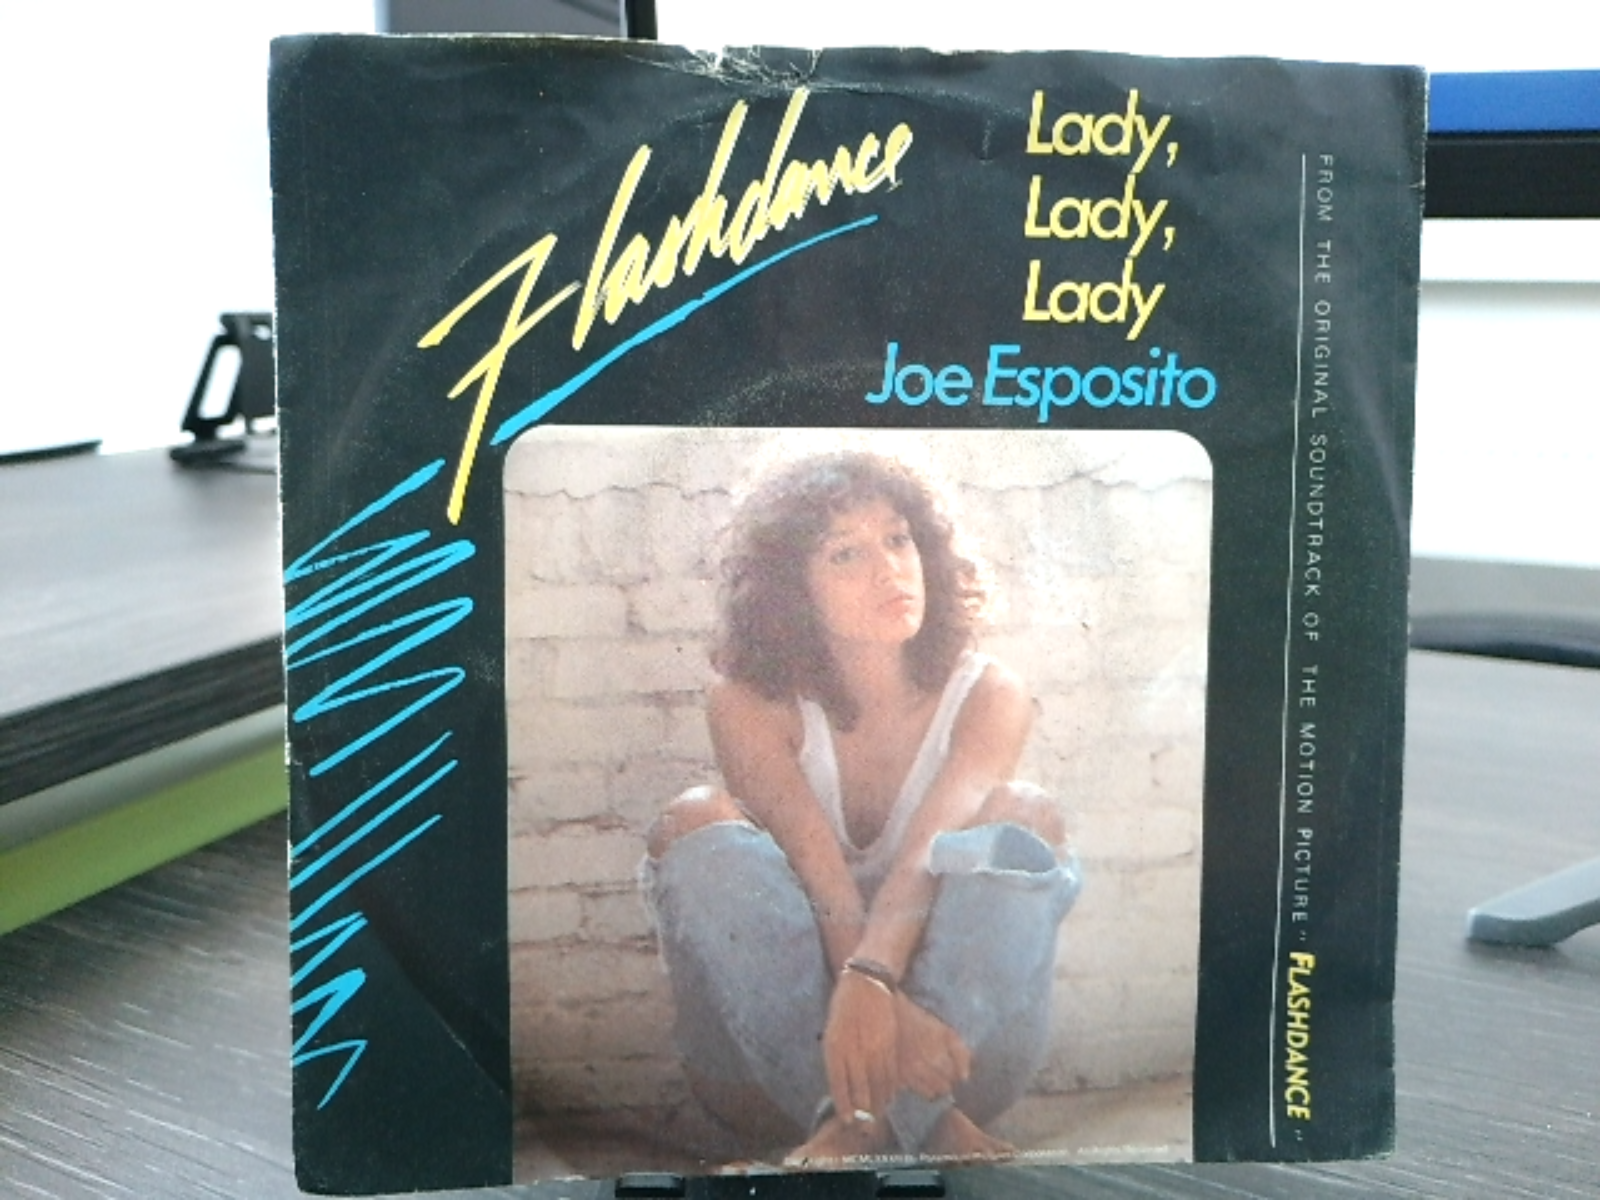 Flashdance
Lady,
Lady,
Lady
Joe Esposito
FROM THE ORIGINAL SOUNDTRACK OF THE MOTION PICTURE "FLASHDANCE"